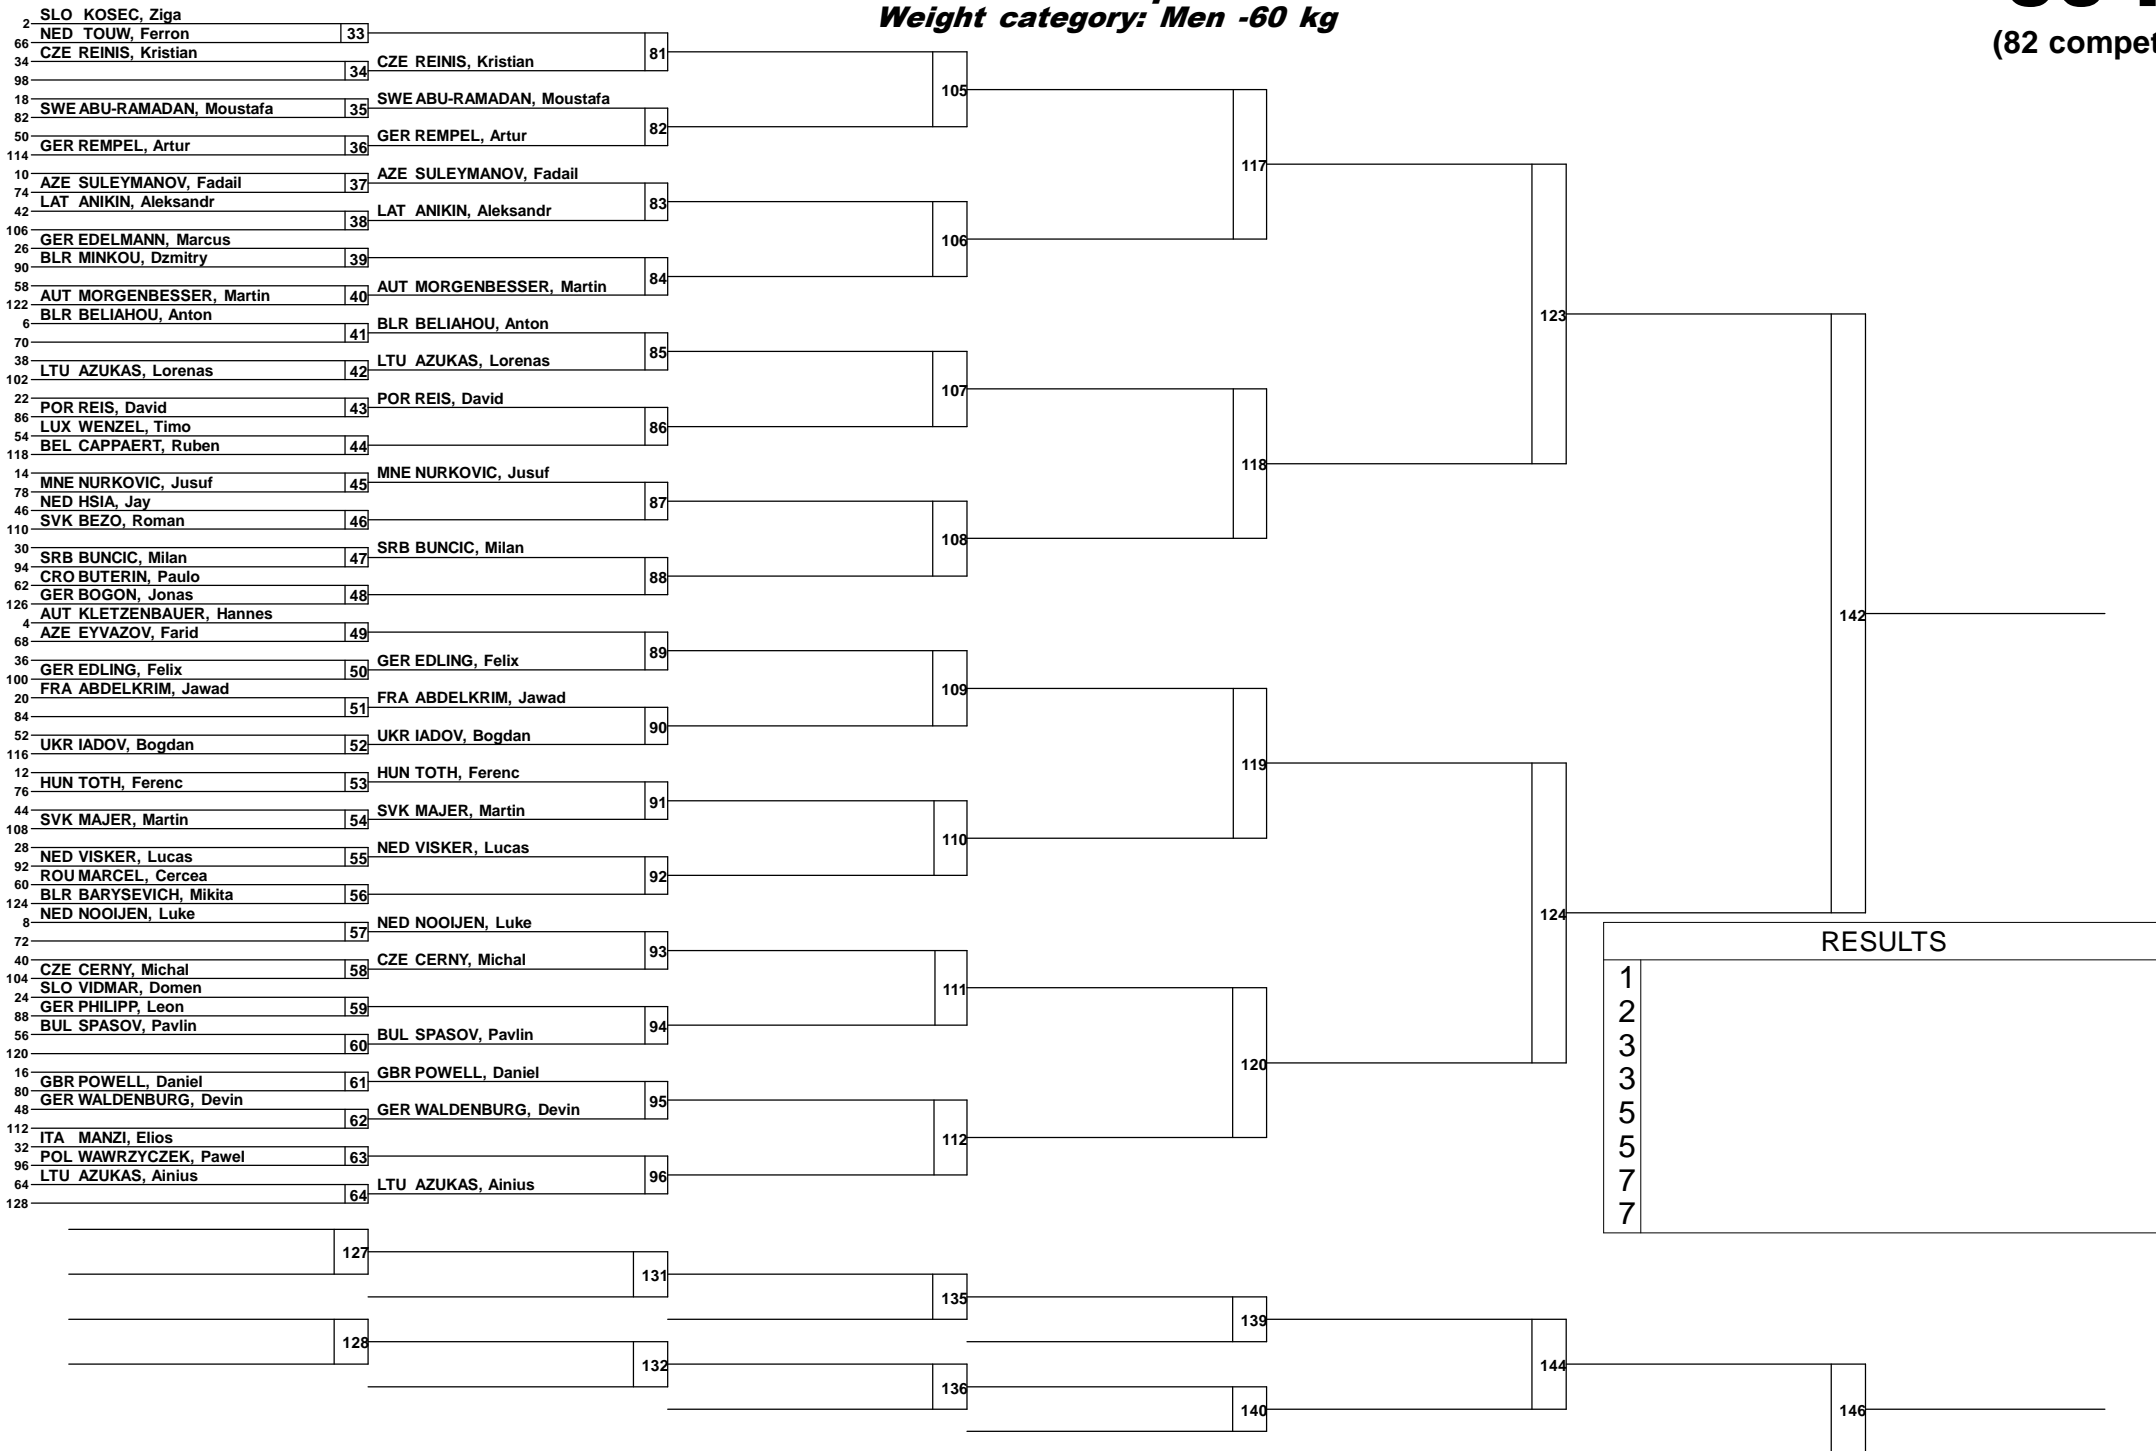 Weight category: Men -60 kg
(82 compet
2 SLO KOSEC, Ziga
66 NED TOUW, Ferron 33
34 CZE REINIS, Kristian
98 34 CZE REINIS, Kristian 81
18 SWE ABU-RAMADAN, Moustafa
82 SWE ABU-RAMADAN, Moustafa 35
50 GER REMPEL, Artur 82
114 GER REMPEL, Artur 36
105
10 AZE SULEYMANOV, Fadail
74 AZE SULEYMANOV, Fadail 37
42 LAT ANIKIN, Aleksandr
106 38 LAT ANIKIN, Aleksandr 83
26 GER EDELMANN, Marcus
90 BLR MINKOU, Dzmitry 39
58 AUT MORGENBESSER, Martin 84
122 AUT MORGENBESSER, Martin 40
106
117
6 BLR BELIAHOU, Anton
70 41 BLR BELIAHOU, Anton
38 LTU AZUKAS, Lorenas 85
102 LTU AZUKAS, Lorenas 42
22 POR REIS, David
86 POR REIS, David 43
54 LUX WENZEL, Timo 86
118 BEL CAPPAERT, Ruben 44
107
14 MNE NURKOVIC, Jusuf
78 MNE NURKOVIC, Jusuf 45
46 NED HSIA, Jay 87
110 SVK BEZO, Roman 46
30 SRB BUNCIC, Milan
94 SRB BUNCIC, Milan 47
62 CRO BUTERIN, Paulo 88
126 GER BOGON, Jonas 48
108
118
123
4 AUT KLETZENBAUER, Hannes
68 AZE EYVAZOV, Farid 49
36 GER EDLING, Felix 89
100 GER EDLING, Felix 50
20 FRA ABDELKRIM, Jawad
84 51 FRA ABDELKRIM, Jawad
52 UKR IADOV, Bogdan 90
116 UKR IADOV, Bogdan 52
109
12 HUN TOTH, Ferenc
76 HUN TOTH, Ferenc 53
44 SVK MAJER, Martin 91
108 SVK MAJER, Martin 54
28 NED VISKER, Lucas
92 NED VISKER, Lucas 55
60 ROU MARCEL, Cercea 92
124 BLR BARYSEVICH, Mikita 56
110
119
8 NED NOOIJEN, Luke
72 57 NED NOOIJEN, Luke
40 CZE CERNY, Michal 93
104 CZE CERNY, Michal 58
24 SLO VIDMAR, Domen
88 GER PHILIPP, Leon 59
56 BUL SPASOV, Pavlin 94
120 60 BUL SPASOV, Pavlin
111
16 GBR POWELL, Daniel
80 GBR POWELL, Daniel 61
48 GER WALDENBURG, Devin 95
112 62 GER WALDENBURG, Devin
32 ITA MANZI, Elios
96 POL WAWRZYCZEK, Pawel 63
64 LTU AZUKAS, Ainius 96
128 64 LTU AZUKAS, Ainius
112
120
124
142
RESULTS
1
2
3
3
5
5
7
7
127
131
135
139
128
132
136
140
144
146